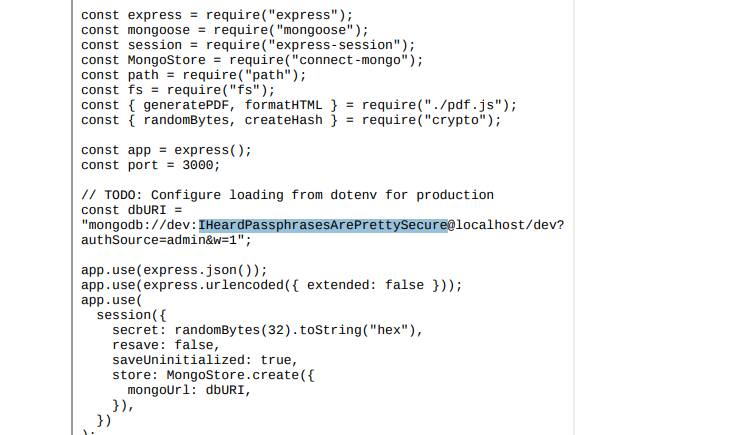 const express = require("express");
const mongoose = require("mongoose");
const session = require("express-session");
const MongoStore = require("connect-mongo");
const path = require("path");
const fs = require("fs");
const { generatePDF, formatHTML } = require("./pdf.js");
const { randomBytes, createHash } = require("crypto");

const app = express();
const port = 3000;

// TODO: Configure loading from dotenv for production
const dbURI =
"mongodb://dev:IHeardPassphrasesArePrettySecure@localhost/dev?
authSource=admin&w=1";

app.use(express.json());
app.use(express.urlencoded({ extended: false }));
app.use(
  session({
    secret: randomBytes(32).toString("hex"),
    resave: false,
    saveUninitialized: true,
    store: MongoStore.create({
      mongoUrl: dbURI,
    }),
  })
);